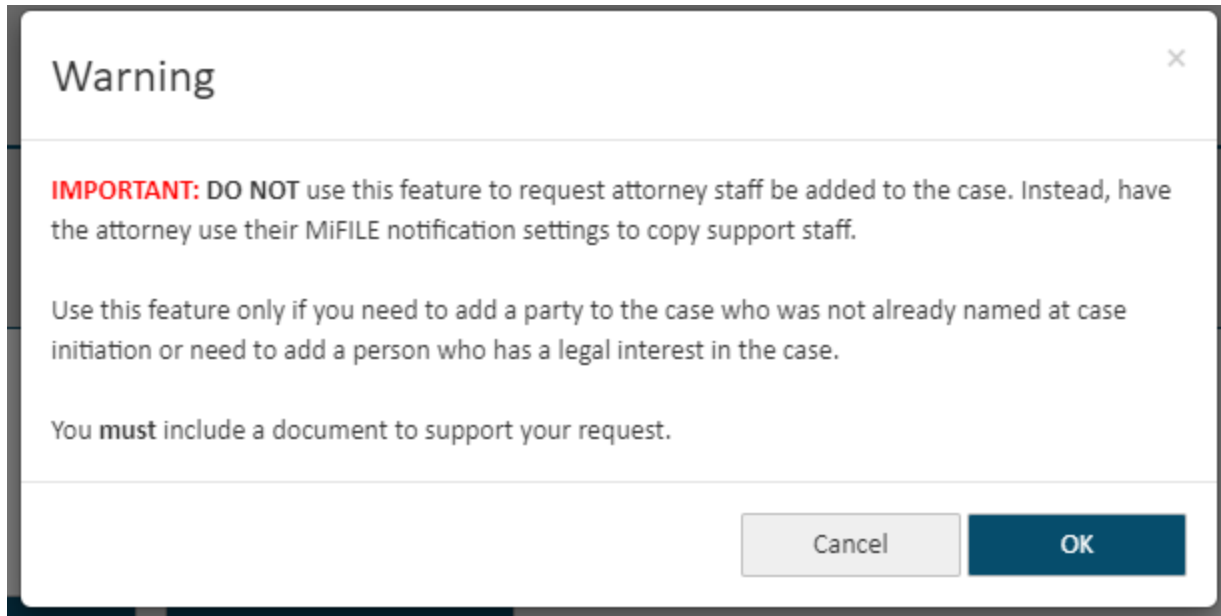 Warning
×
IMPORTANT: DO NOT use this feature to request attorney staff be added to the case. Instead, have
the attorney use their MiFILE notification settings to copy support staff.
Use this feature only if you need to add a party to the case who was not already named at case
initiation or need to add a person who has a legal interest in the case.
You must include a document to support your request.
Cancel
OK